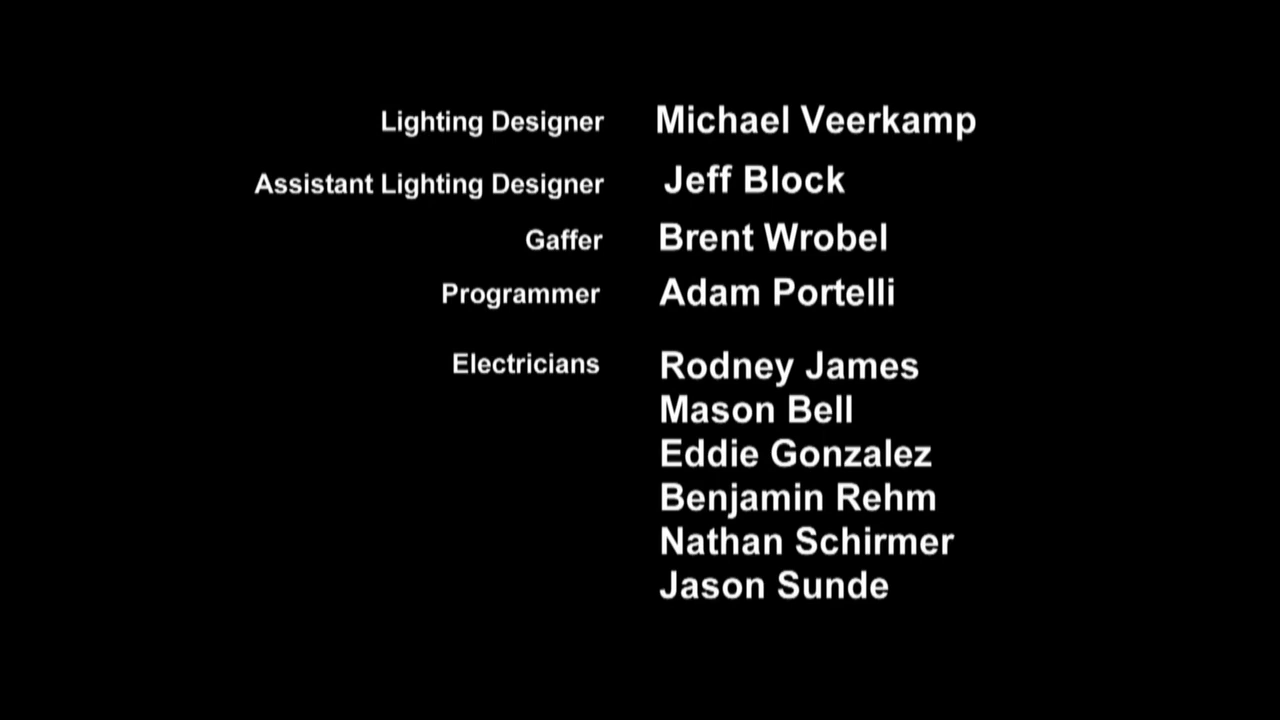 Lighting Designer Michael Veerkamp
Assistant Lighting Designer Jeff Block
Gaffer Brent Wrobel
Programmer Adam Portelli
Electricians Rodney James
Mason Bell
Eddie Gonzalez
Benjamin Rehm
Nathan Schirmer
Jason Sunde